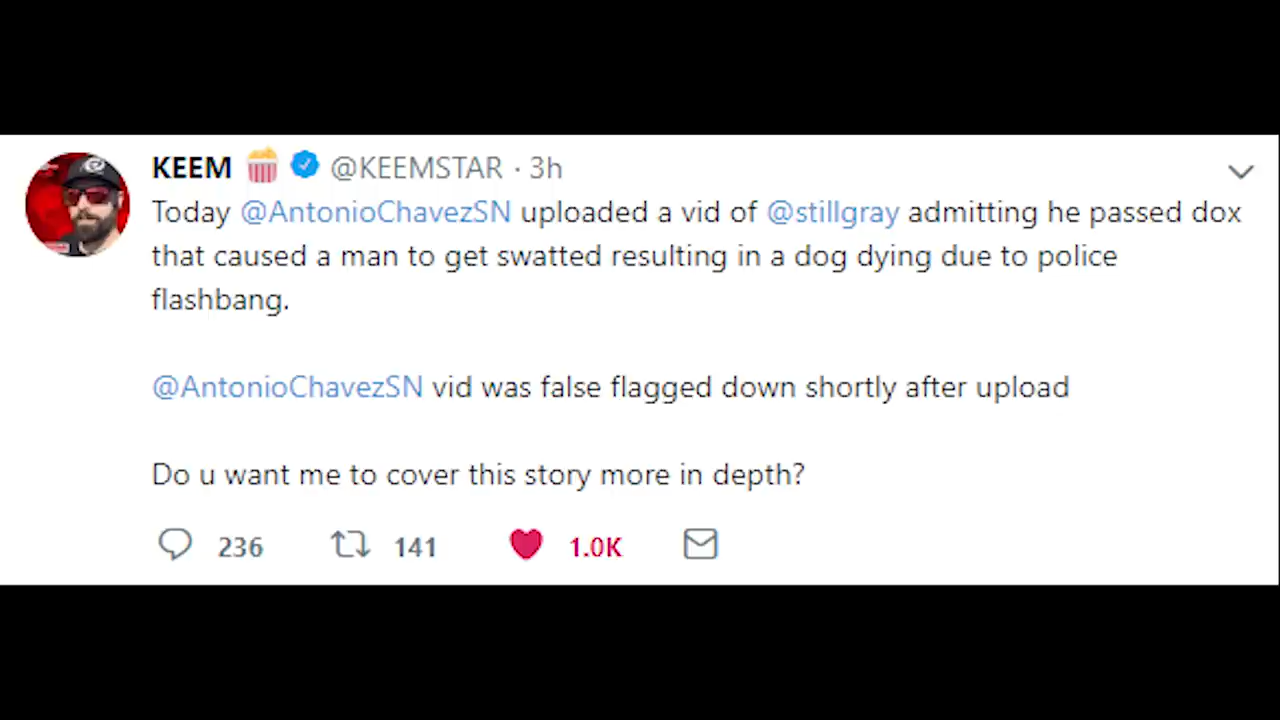 KEEM 🍿 @KEEMSTAR · 3h
Today @AntonioChavezSN uploaded a vid of @stillgray admitting he passed dox
that caused a man to get swatted resulting in a dog dying due to police
flashbang.
@AntonioChavezSN vid was false flagged down shortly after upload
Do u want me to cover this story more in depth?
236 141 1.0K